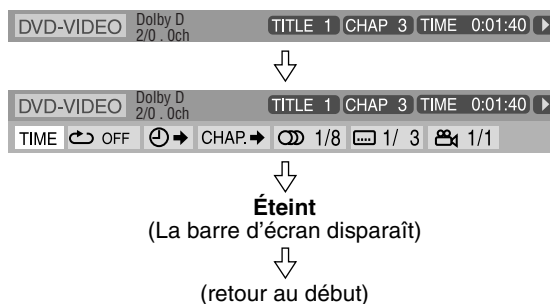 DVD-VIDEO Dolby D 2/0 . 0ch TITLE 1 CHAP 3 TIME 0:01:40
DVD-VIDEO Dolby D 2/0 . 0ch TITLE 1 CHAP 3 TIME 0:01:40
TIME OFF CHAP. 1/8 1/ 3 1/1
Éteint
(La barre d’écran disparaît)
(retour au début)